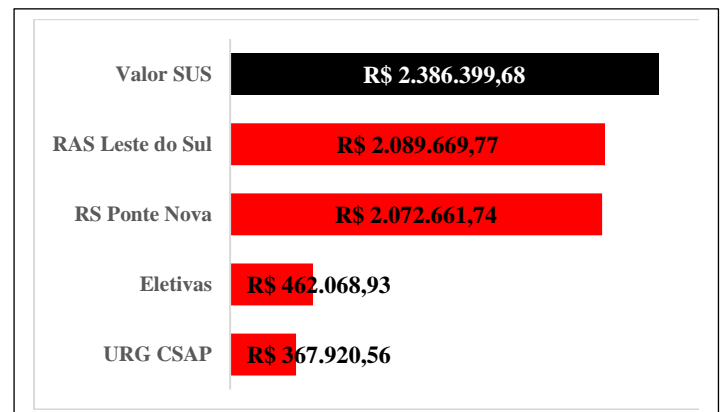 Valor SUS R$ 2.386.399,68
RAS Leste do Sul R$ 2.089.669,77
RS Ponte Nova R$ 2.072.661,74
Eletivas R$ 462.068,93
URG CSAP R$ 367.920,56